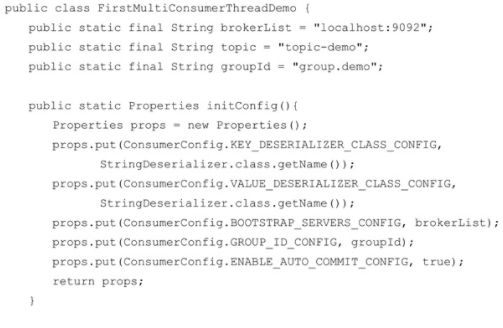 public class FirstMultiConsumerThreadDemo {
    public static final String brokerList = "localhost:9092";
    public static final String topic = "topic-demo";
    public static final String groupId = "group.demo";

    public static Properties initConfig(){
        Properties props = new Properties();
        props.put(ConsumerConfig.KEY_DESERIALIZER_CLASS_CONFIG,
                StringDeserializer.class.getName());
        props.put(ConsumerConfig.VALUE_DESERIALIZER_CLASS_CONFIG,
                StringDeserializer.class.getName());
        props.put(ConsumerConfig.BOOTSTRAP_SERVERS_CONFIG, brokerList);
        props.put(ConsumerConfig.GROUP_ID_CONFIG, groupId);
        props.put(ConsumerConfig.ENABLE_AUTO_COMMIT_CONFIG, true);
        return props;
    }